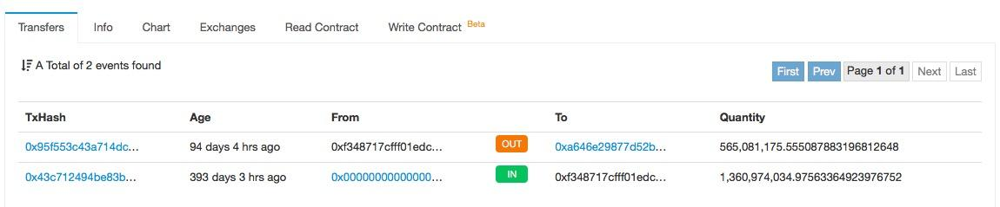 Transfers Info Chart Exchanges Read Contract Write Contract Beta
A Total of 2 events found
First Prev Page 1 of 1 Next Last
TxHash Age From To Quantity
0x95f553c43a714dc... 94 days 4 hrs ago 0xf348717cfff01edc... OUT 0xa646e29877d52b... 565,081,175.555087883196812648
0x43c712494be83b... 393 days 3 hrs ago 0x00000000000000... IN 0xf348717cfff01edc... 1,360,974,034.97563364923976752